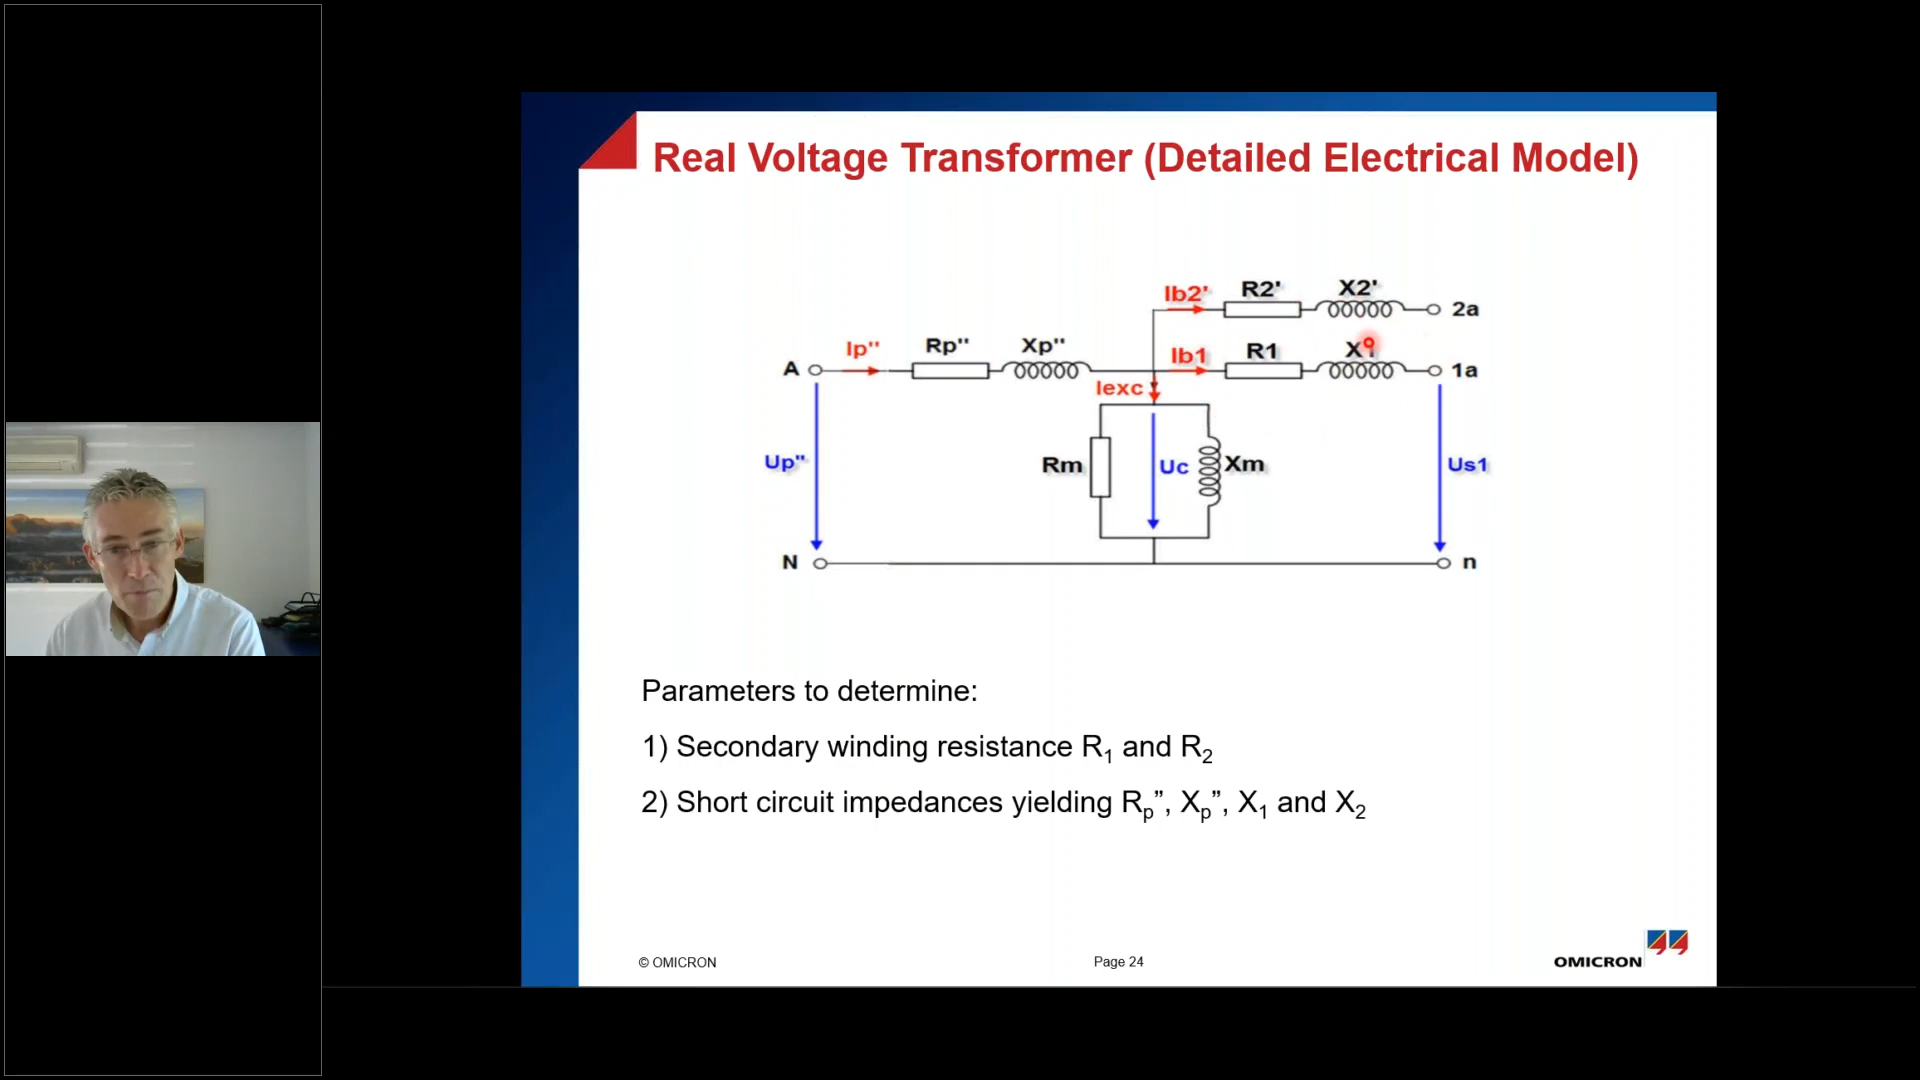 Real Voltage Transformer (Detailed Electrical Model)
Ib2' R2' X2' 2a
A Ip'' Rp'' Xp'' Ib1 R1 1a
Iexc
Up'' Rm Uc Xm Us1
N n
Parameters to determine:
1) Secondary winding resistance R1 and R2
2) Short circuit impedances yielding Rp”, Xp”, X1 and X2
© OMICRON Page 24 OMICRON